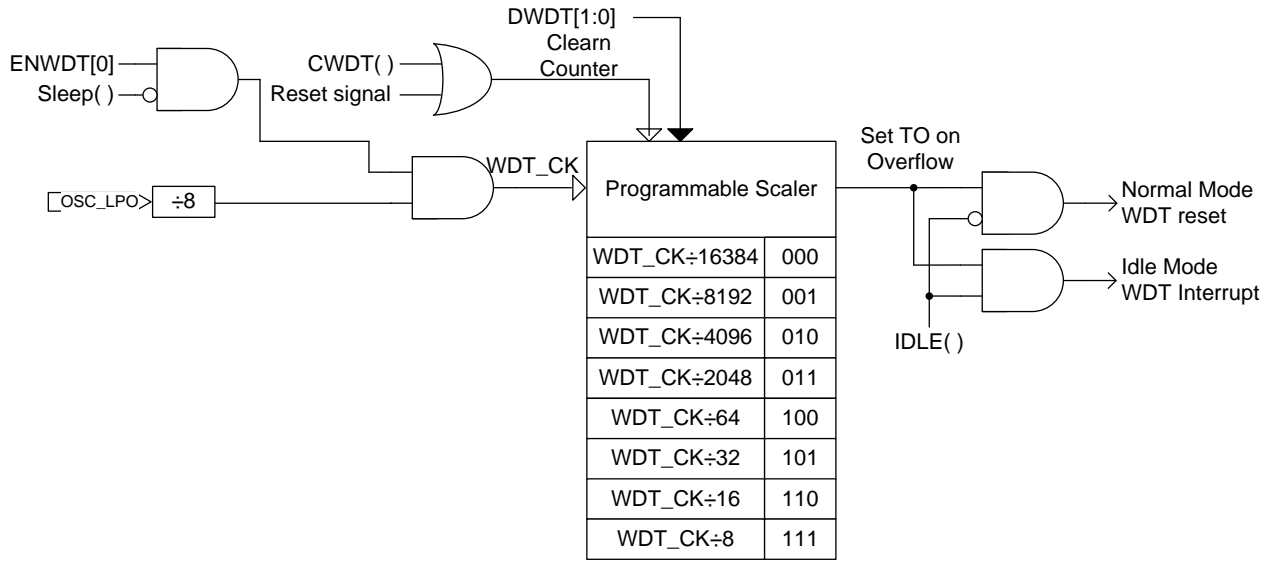 DWDT[1:0]
Clearn
Counter
ENWDT[0]
Sleep( )
CWDT( )
Reset signal
OSC_LPO
÷8
WDT_CK
Programmable Scaler
WDT_CK÷16384 000
WDT_CK÷8192 001
WDT_CK÷4096 010
WDT_CK÷2048 011
WDT_CK÷64 100
WDT_CK÷32 101
WDT_CK÷16 110
WDT_CK÷8 111
Set TO on
Overflow
Normal Mode
WDT reset
Idle Mode
WDT Interrupt
IDLE( )